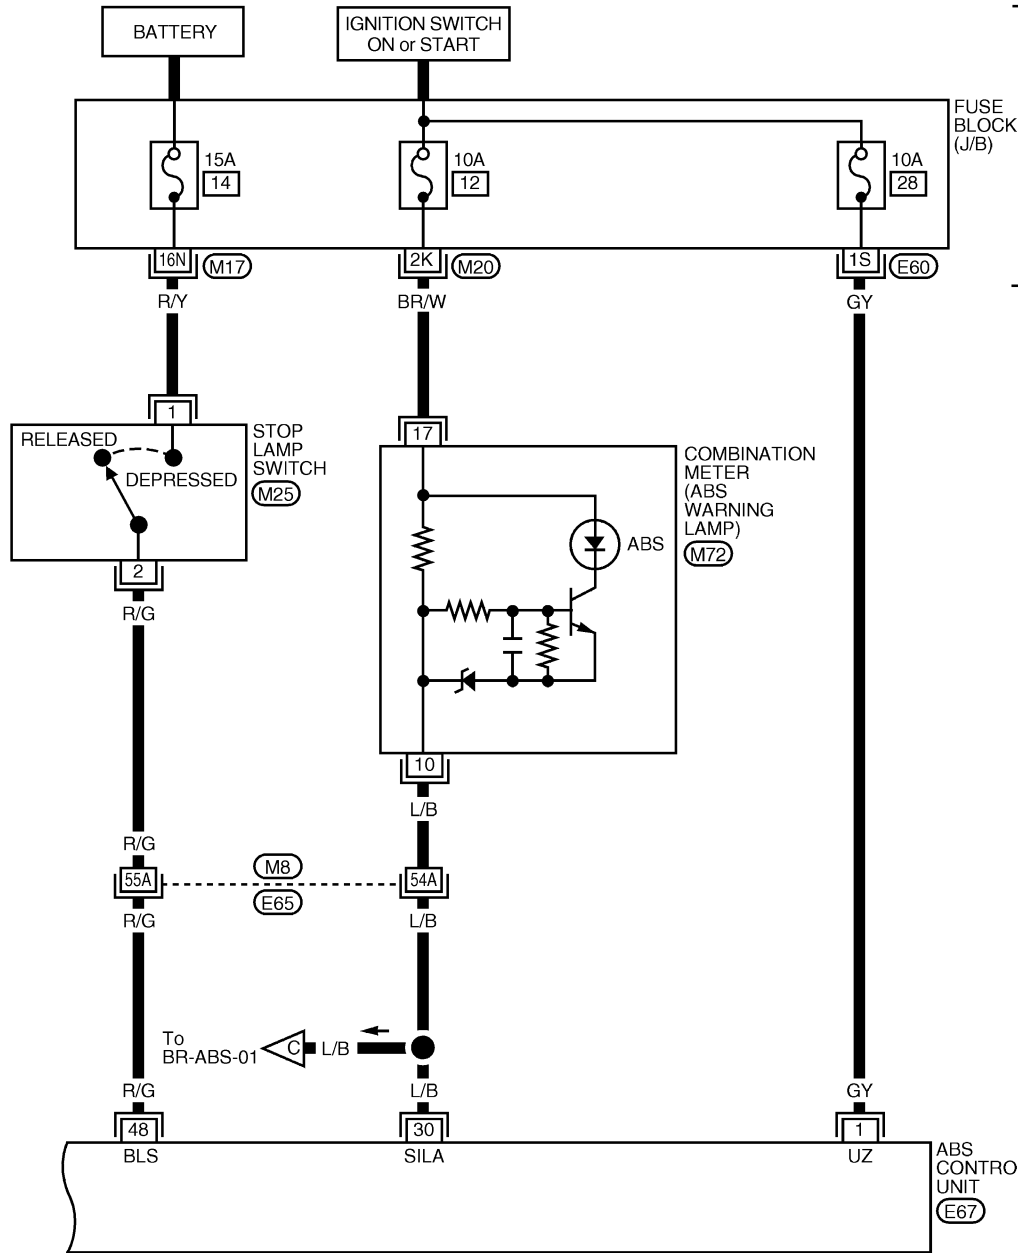 BATTERY
IGNITION SWITCH
ON or START
FUSE
BLOCK
(J/B)
15A
14
10A
12
10A
28
16N
M17
2K
M20
1S
E60
R/Y
BR/W
GY
1
17
RELEASED
DEPRESSED
STOP
LAMP
SWITCH
M25
COMBINATION
METER
(ABS
WARNING
LAMP)
M72
ABS
2
R/G
10
L/B
R/G
55A
M8
E65
54A
R/G
L/B
To
BR-ABS-01
C
L/B
R/G
L/B
GY
48
30
1
BLS
SILA
UZ
ABS
CONTRO
UNIT
E67